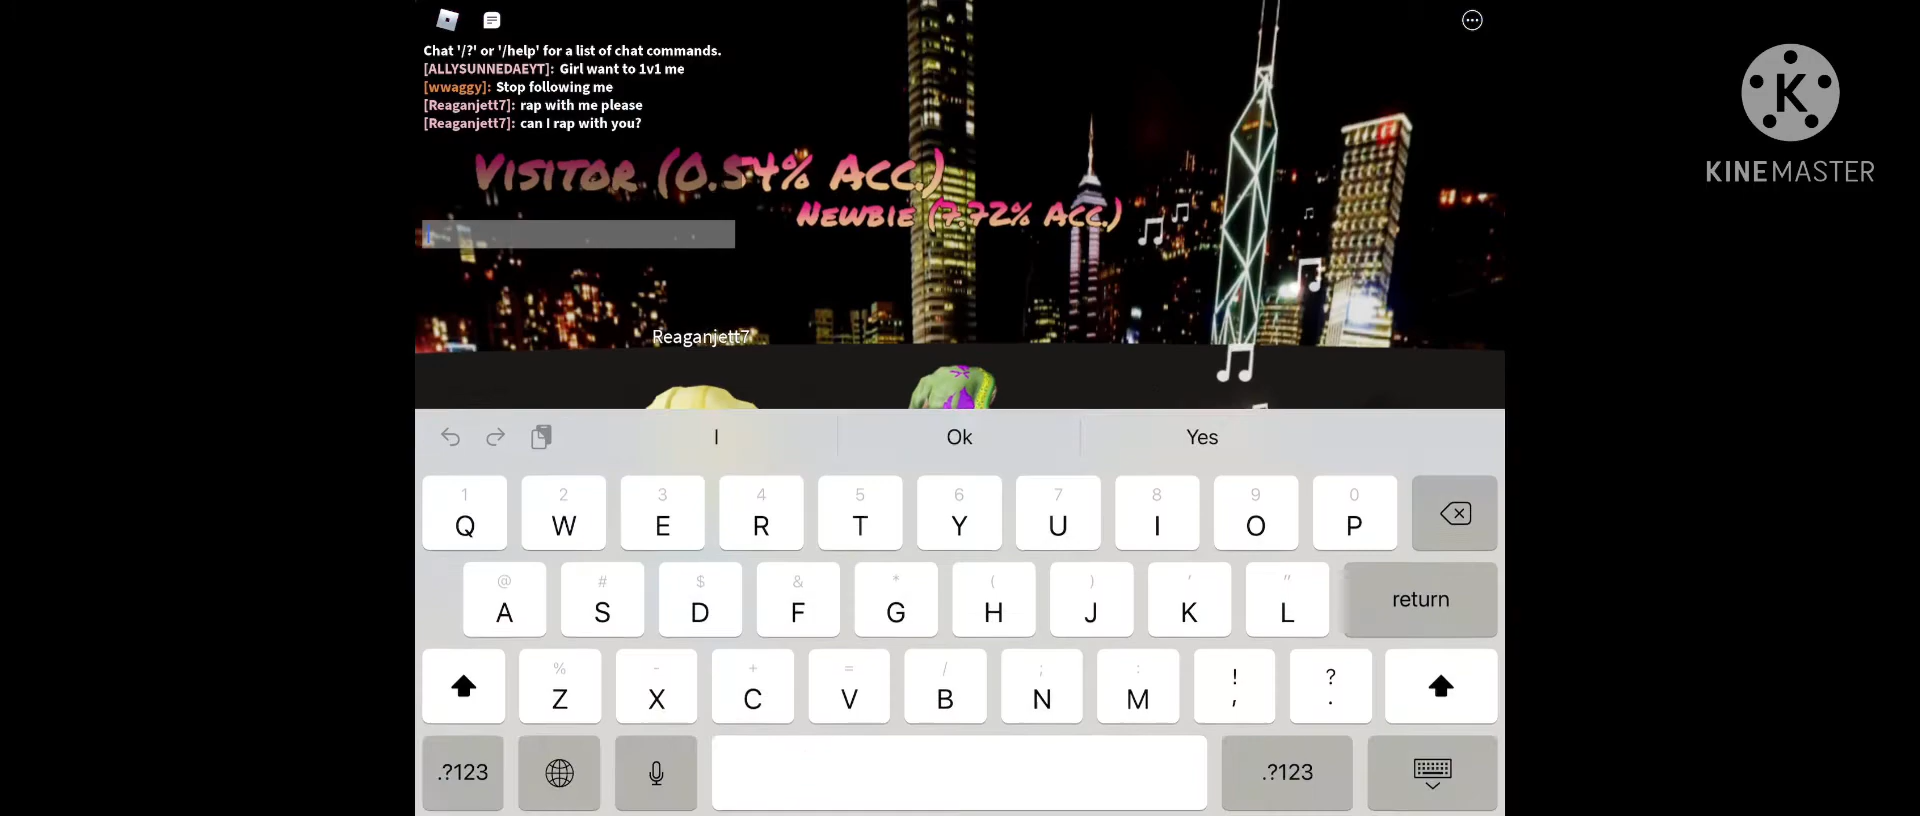 Chat '/?' or '/help' for a list of chat commands.
[ALLYSUNNEDAEYT]: Girl want to 1v1 me
[wwaggy]: Stop following me
[Reaganjett7]: rap with me please
[Reaganjett7]: can I rap with you?
K
KINEMASTER
Visitor (0.54% Acc.)
Newbie (7.72% Acc.)
Reaganjett7
I Ok Yes
1 2 3 4 5 6 7 8 9 0
Q W E R T Y U I O P
@ # $ & * ( ) ' "
A S D F G H J K L return
% - + = / ; : ! ?
Z X C V B N M , .
.?123 .?123